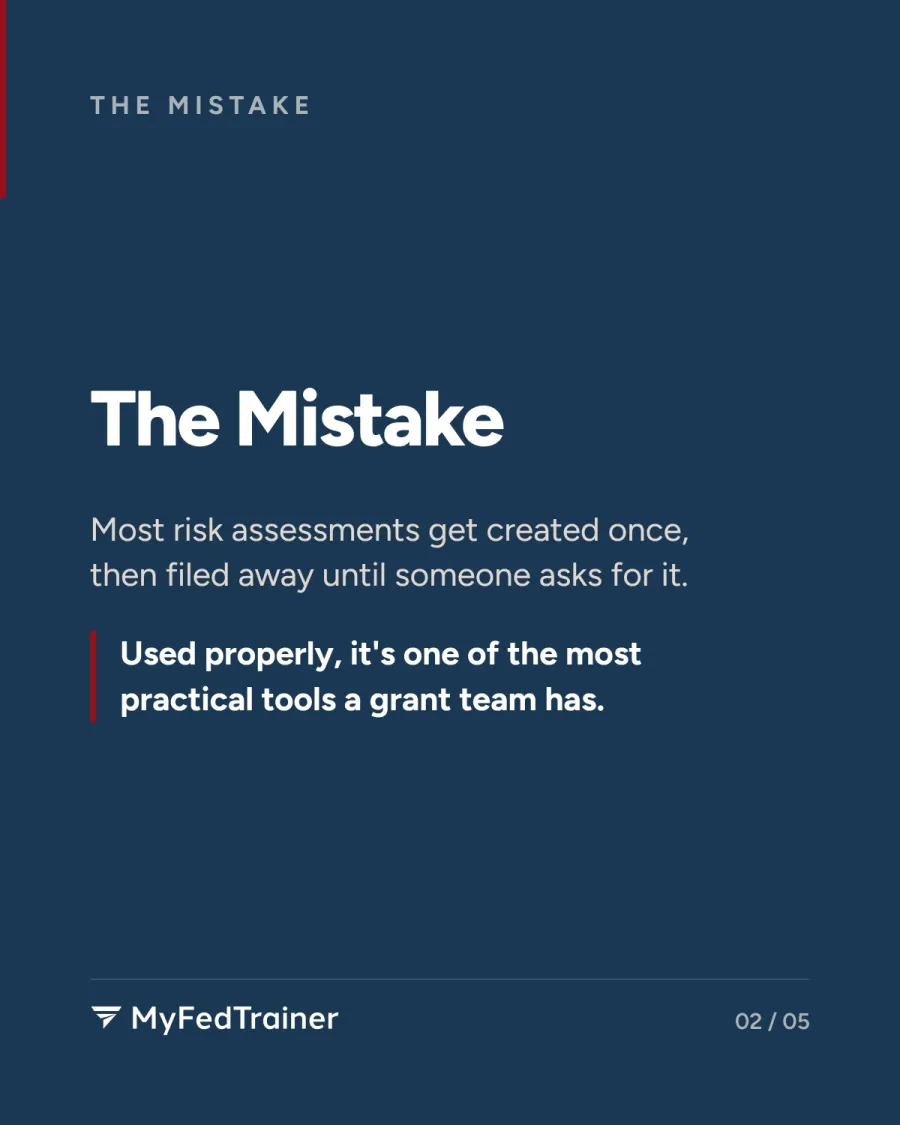 THE MISTAKE
The Mistake
Most risk assessments get created once,
then filed away until someone asks for it.
Used properly, it's one of the most
practical tools a grant team has.
MyFedTrainer
02 / 05